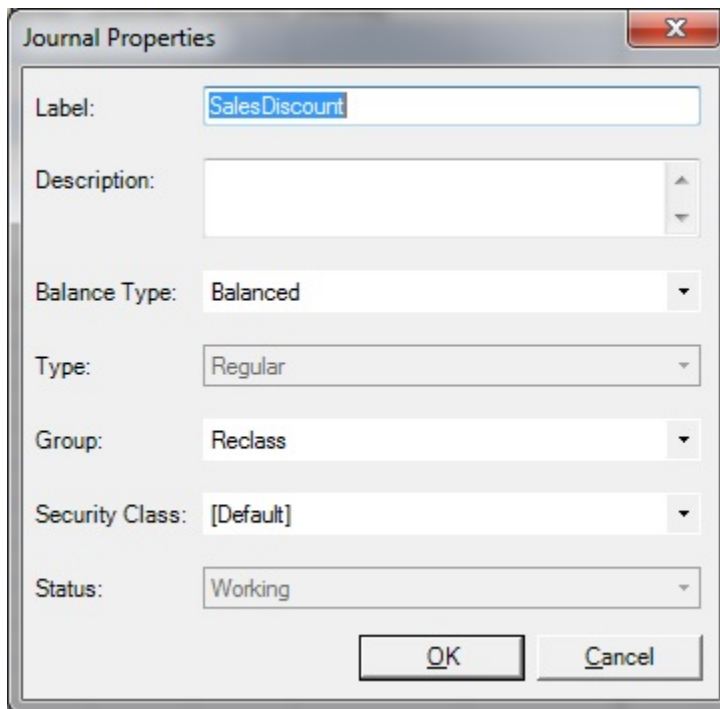 Journal Properties
Label: SalesDiscount
Description:
Balance Type: Balanced
Type: Regular
Group: Reclass
Security Class: [Default]
Status: Working
OK Cancel